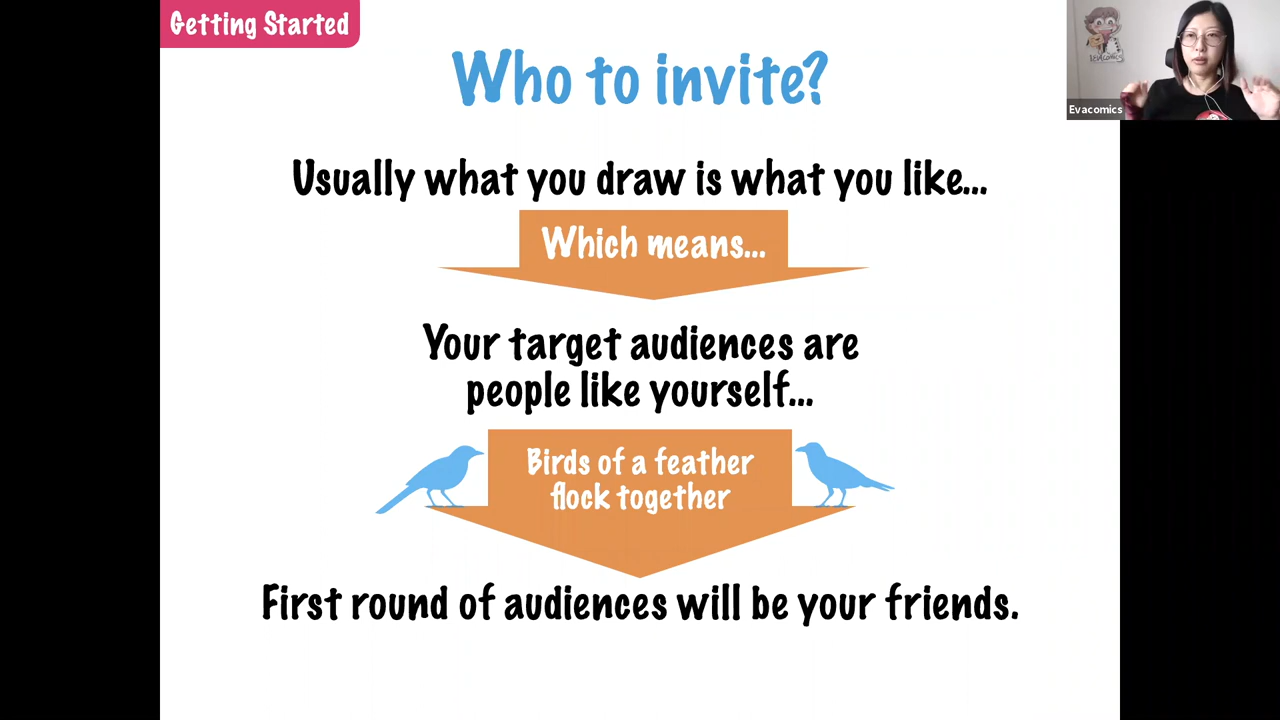 Getting Started
Who to invite?
Usually what you draw is what you like...
Which means...
Your target audiences are
people like yourself...
Birds of a feather
flock together
First round of audiences will be your friends.
Evacomics